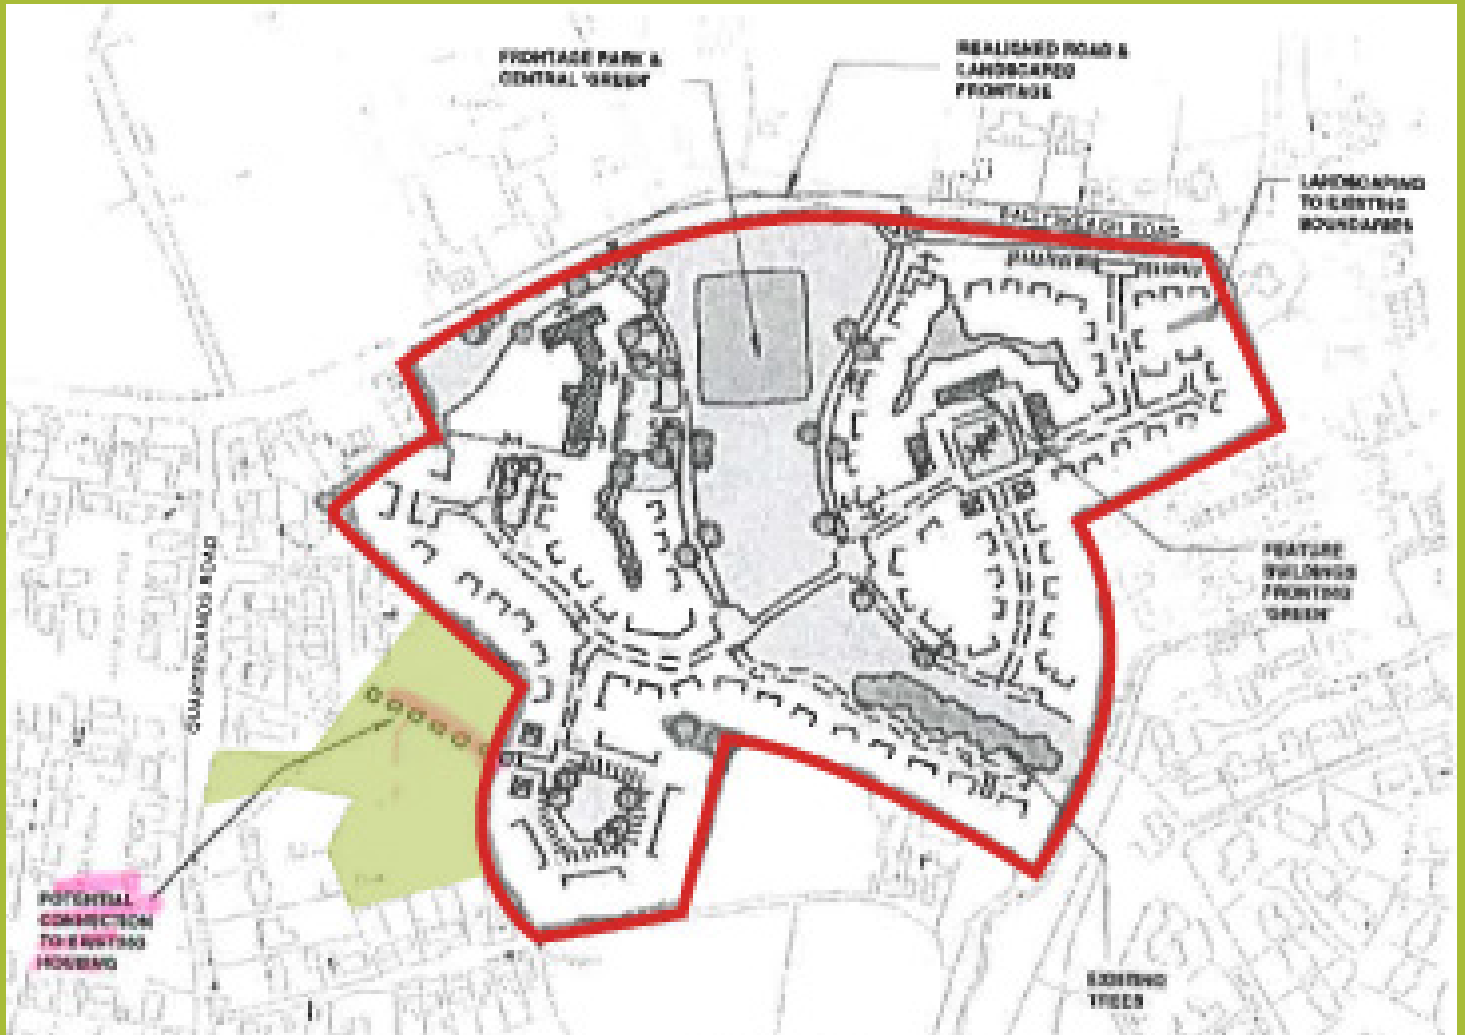 FRONTAGE PARK &
CENTRAL 'GREEN'
REALIGNED ROAD &
LANDSCAPED
FRONTAGE
LANDSCAPING
TO EXISTING
BOUNDARIES
ROAD
FEATURE
BUILDINGS
FRONTING
'GREEN'
ROAD
POTENTIAL
CONNECTION
TO EXISTING
HOUSING
EXISTING
TREES